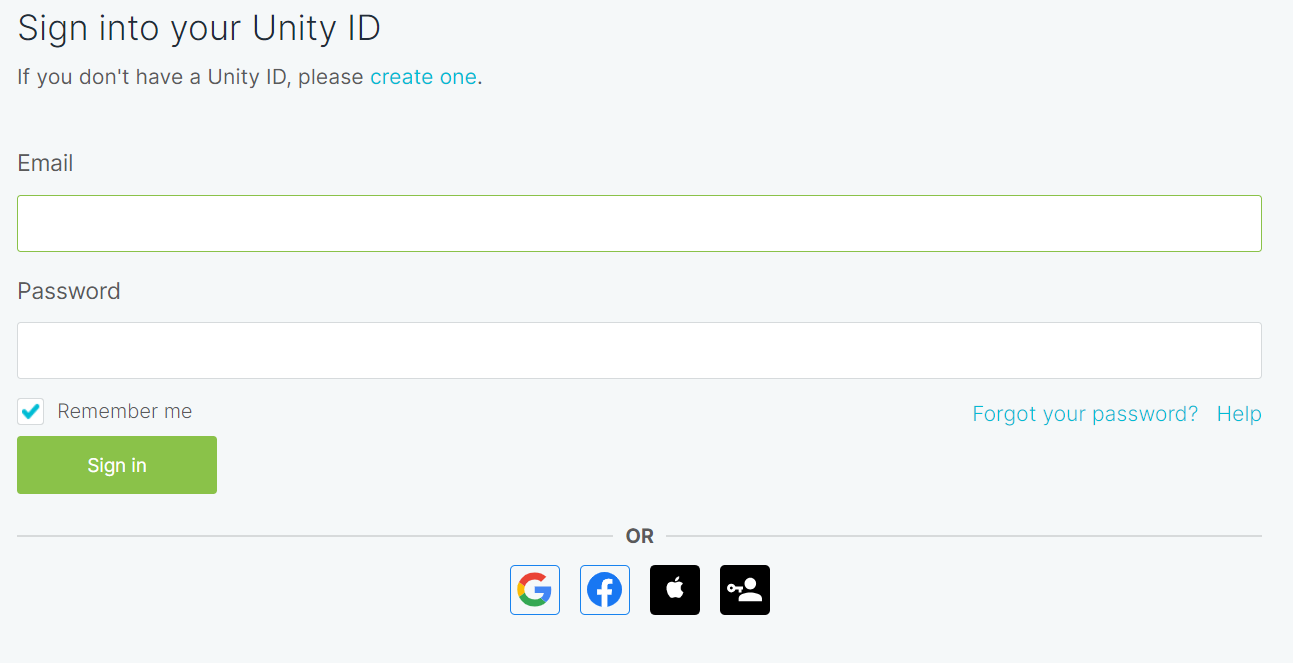 Sign into your Unity ID
If you don't have a Unity ID, please create one.
Email
Password
Remember me
Forgot your password? Help
Sign in
OR